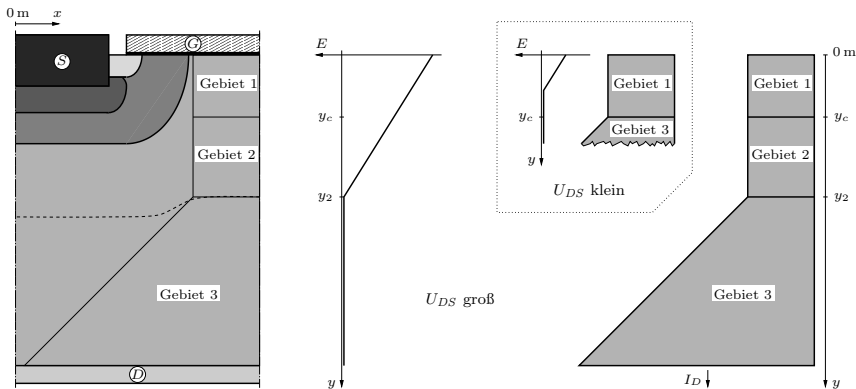 0 m x
S
G
Gebiet 1
Gebiet 2
Gebiet 3
D
E
y_c
y_2
y
U_DS groß
E
y_c
y
Gebiet 1
Gebiet 3
U_DS klein
0 m
Gebiet 1
y_c
Gebiet 2
y_2
Gebiet 3
I_D
y